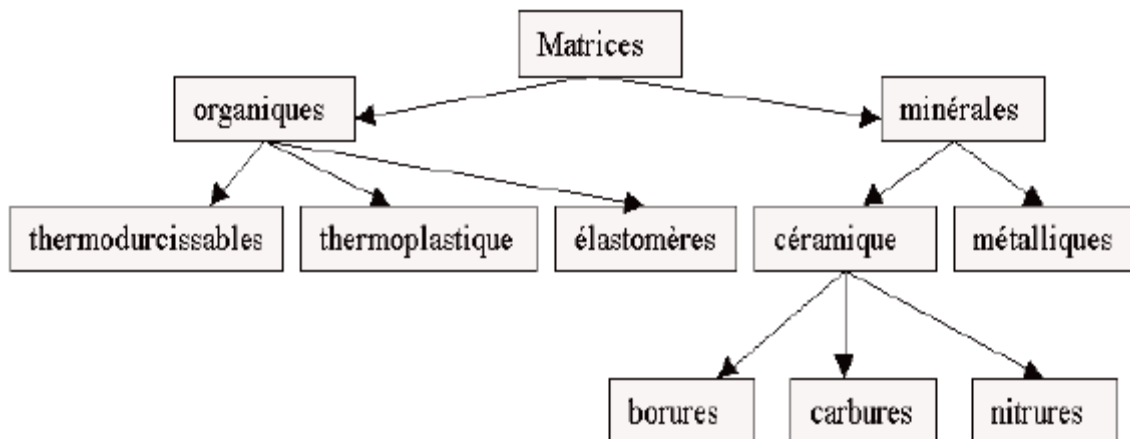 Matrices
organiques
minérales
thermodurcissables
thermoplastique
élastomères
céramique
métalliques
borures
carbures
nitrures